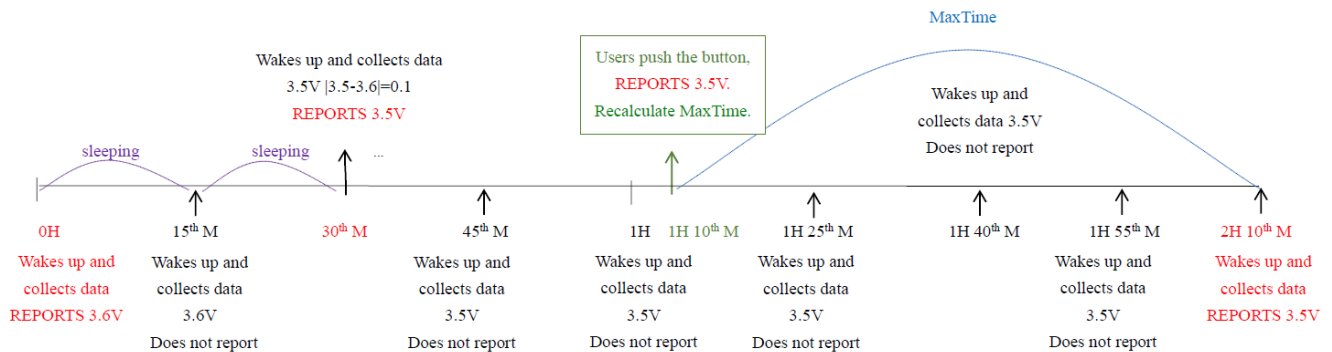 MaxTime
Wakes up and collects data
3.5V |3.5-3.6|=0.1
REPORTS 3.5V
Users push the button,
REPORTS 3.5V.
Recalculate MaxTime.
Wakes up and
collects data 3.5V
Does not report
sleeping
sleeping
...
0H
Wakes up and
collects data
REPORTS 3.6V
15th M
Wakes up and
collects data
3.6V
Does not report
30th M
45th M
Wakes up and
collects data
3.5V
Does not report
1H
Wakes up and
collects data
3.5V
Does not report
1H 10th M
1H 25th M
Wakes up and
collects data
3.5V
Does not report
1H 40th M
1H 55th M
Wakes up and
collects data
3.5V
Does not report
2H 10th M
Wakes up and
collects data
REPORTS 3.5V